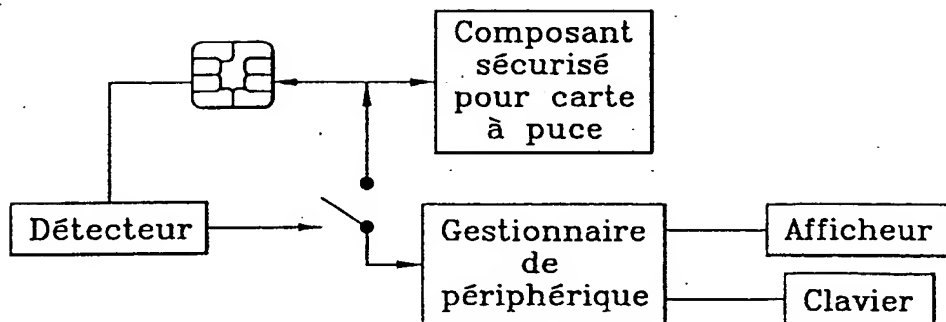 Composant
sécurisé
pour carte
à puce
Détecteur
Gestionnaire
de
périphérique
Afficheur
Clavier